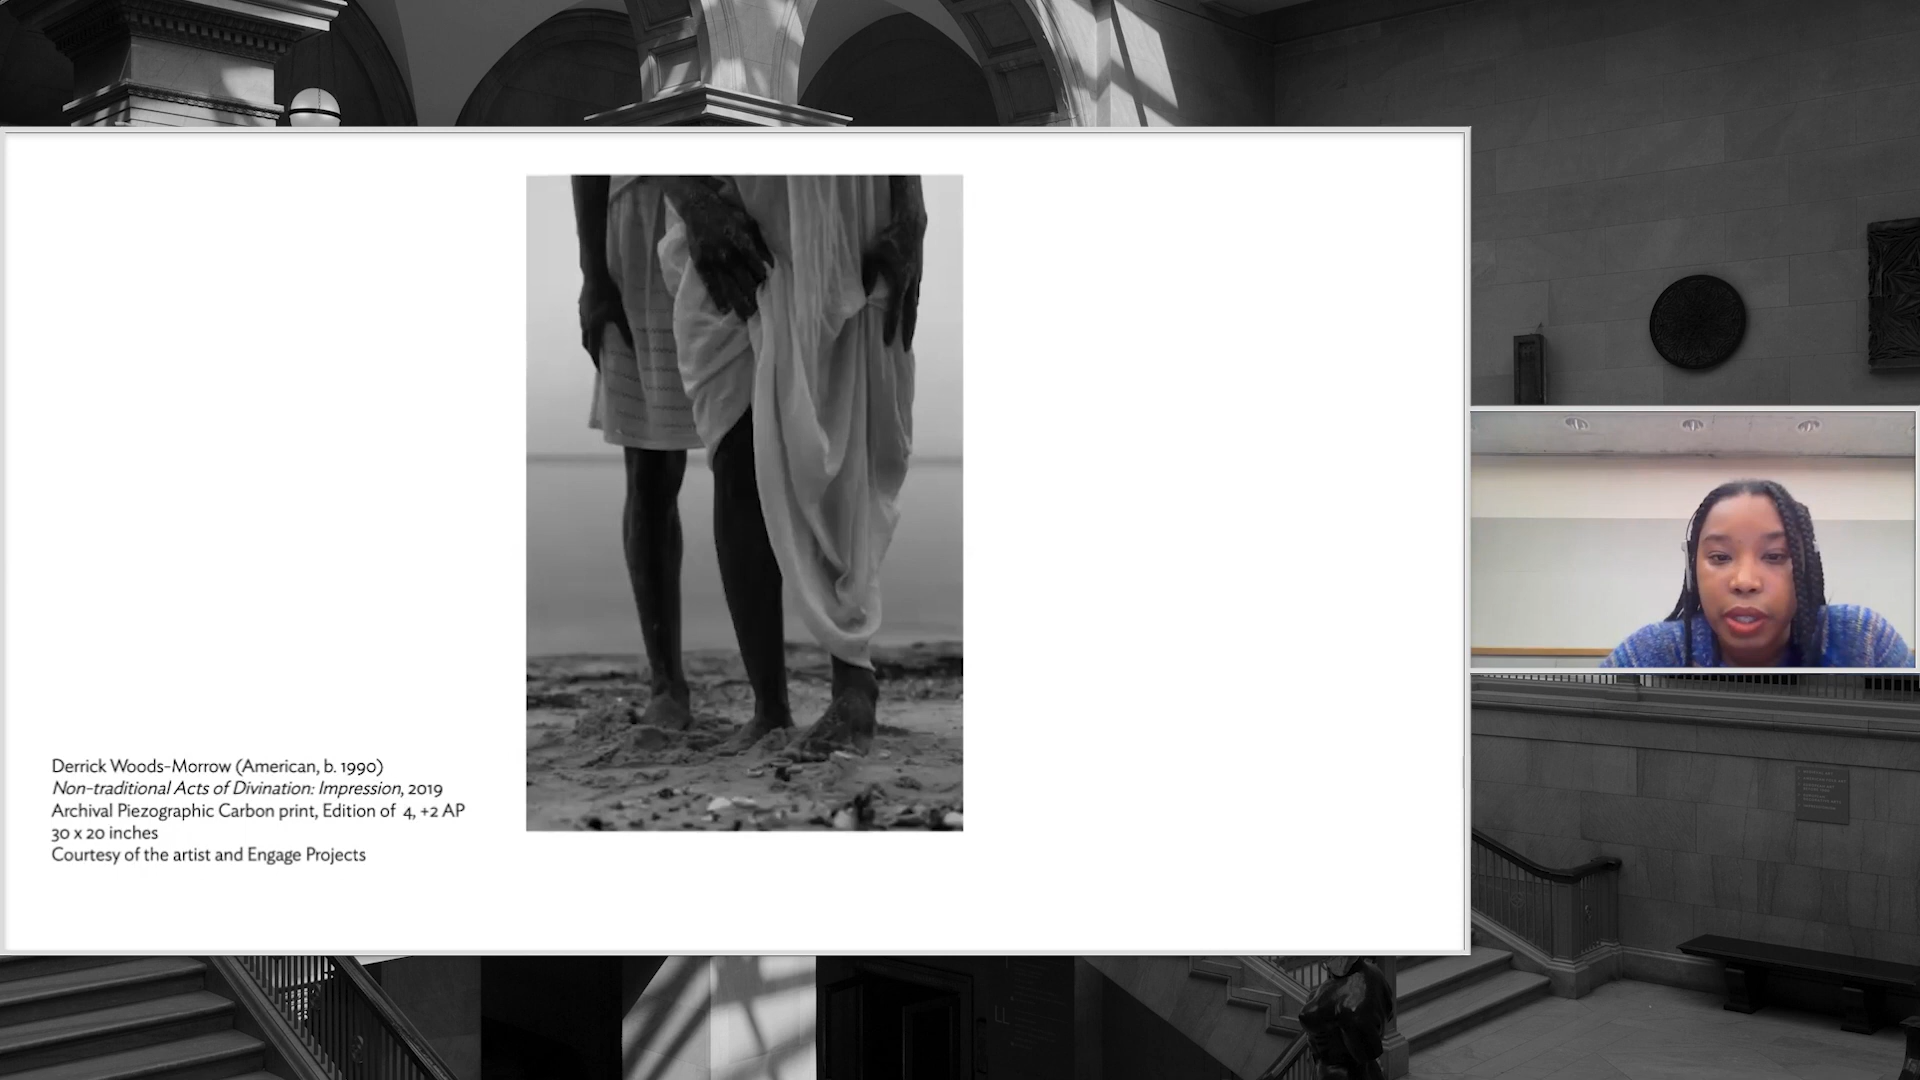 Derrick Woods-Morrow (American, b. 1990)
Non-traditional Acts of Divination: Impression, 2019
Archival Piezographic Carbon print, Edition of 4, +2 AP
30 x 20 inches
Courtesy of the artist and Engage Projects